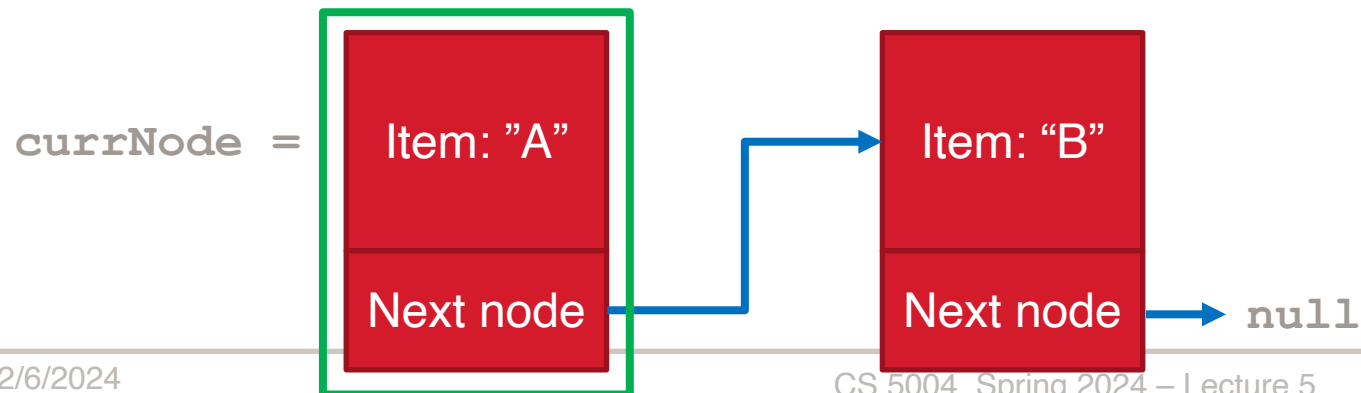 currNode =
Item: ”A”
Item: “B”
Next node
Next node
null
2/6/2024
CS 5004, Spring 2024 – Lecture 5